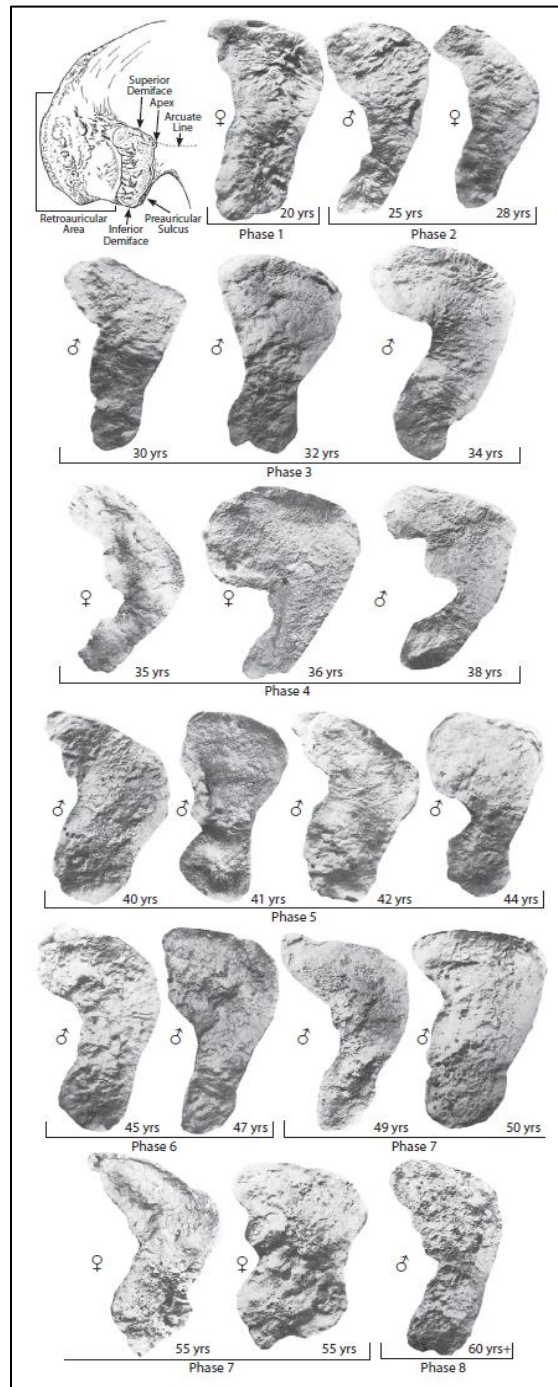 Superior
Demiface
Apex
Arcuate
Line
Retroauricular
Area
Inferior
Demiface
Preauricular
Sulcus
♀
20 yrs
Phase 1
♂
25 yrs
♀
28 yrs
Phase 2
♂
30 yrs
♂
32 yrs
♂
34 yrs
Phase 3
♀
35 yrs
♀
36 yrs
♂
38 yrs
Phase 4
♂
40 yrs
♂
41 yrs
♂
42 yrs
♂
44 yrs
Phase 5
♂
45 yrs
♂
47 yrs
Phase 6
♂
49 yrs
♂
50 yrs
Phase 7
♀
55 yrs
♀
55 yrs
Phase 7
♂
60 yrs+
Phase 8